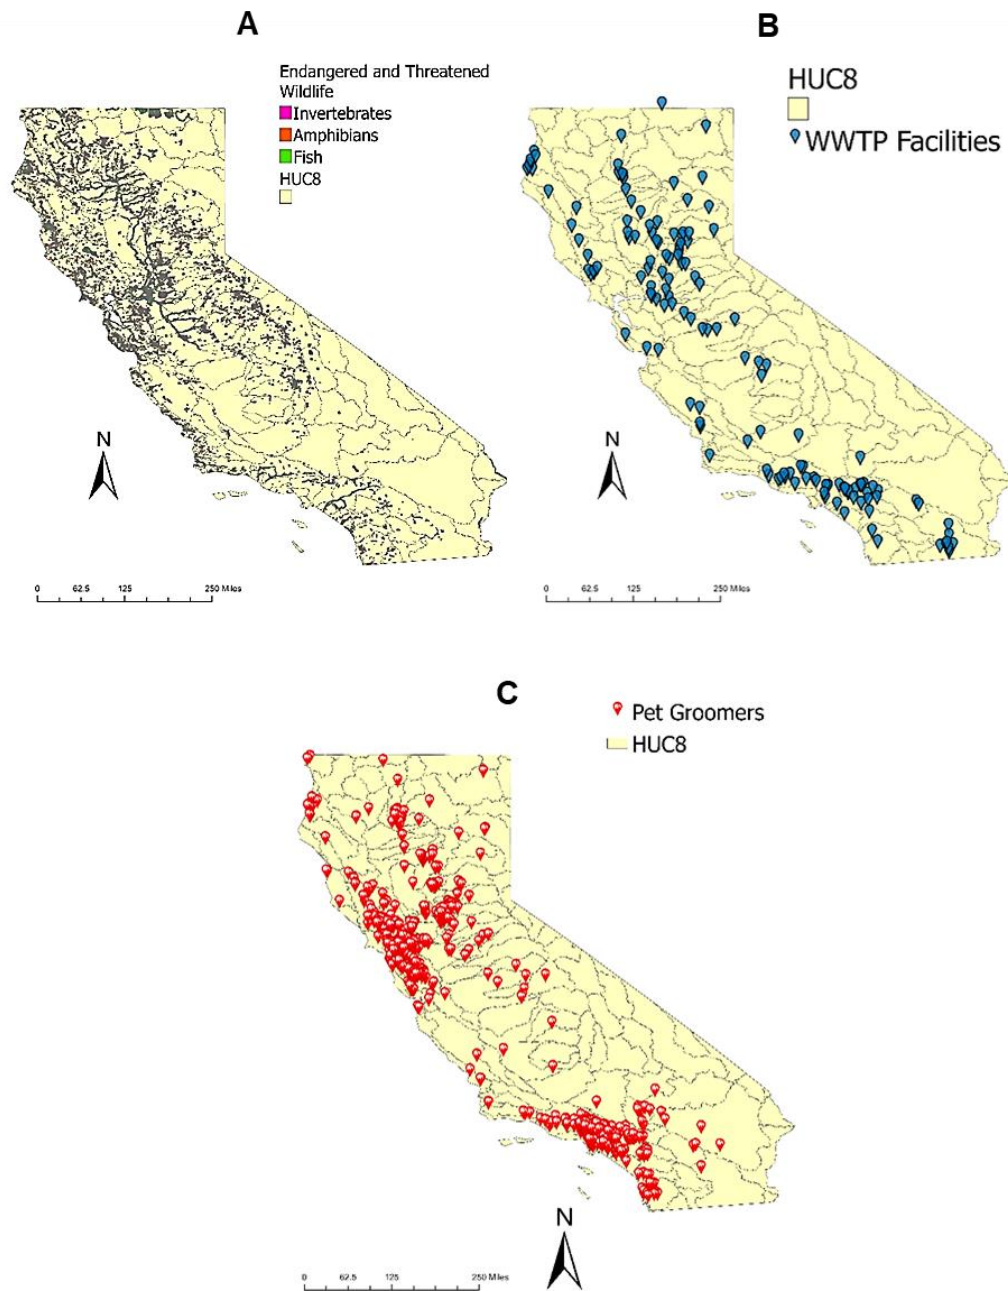 A
Endangered and Threatened
Wildlife
Invertebrates
Amphibians
Fish
HUC8
N
0 62.5 125 250 Miles
B
HUC8
WWTP Facilities
N
0 62.5 125 250 Miles
C
Pet Groomers
HUC8
N
0 62.5 125 250 Miles